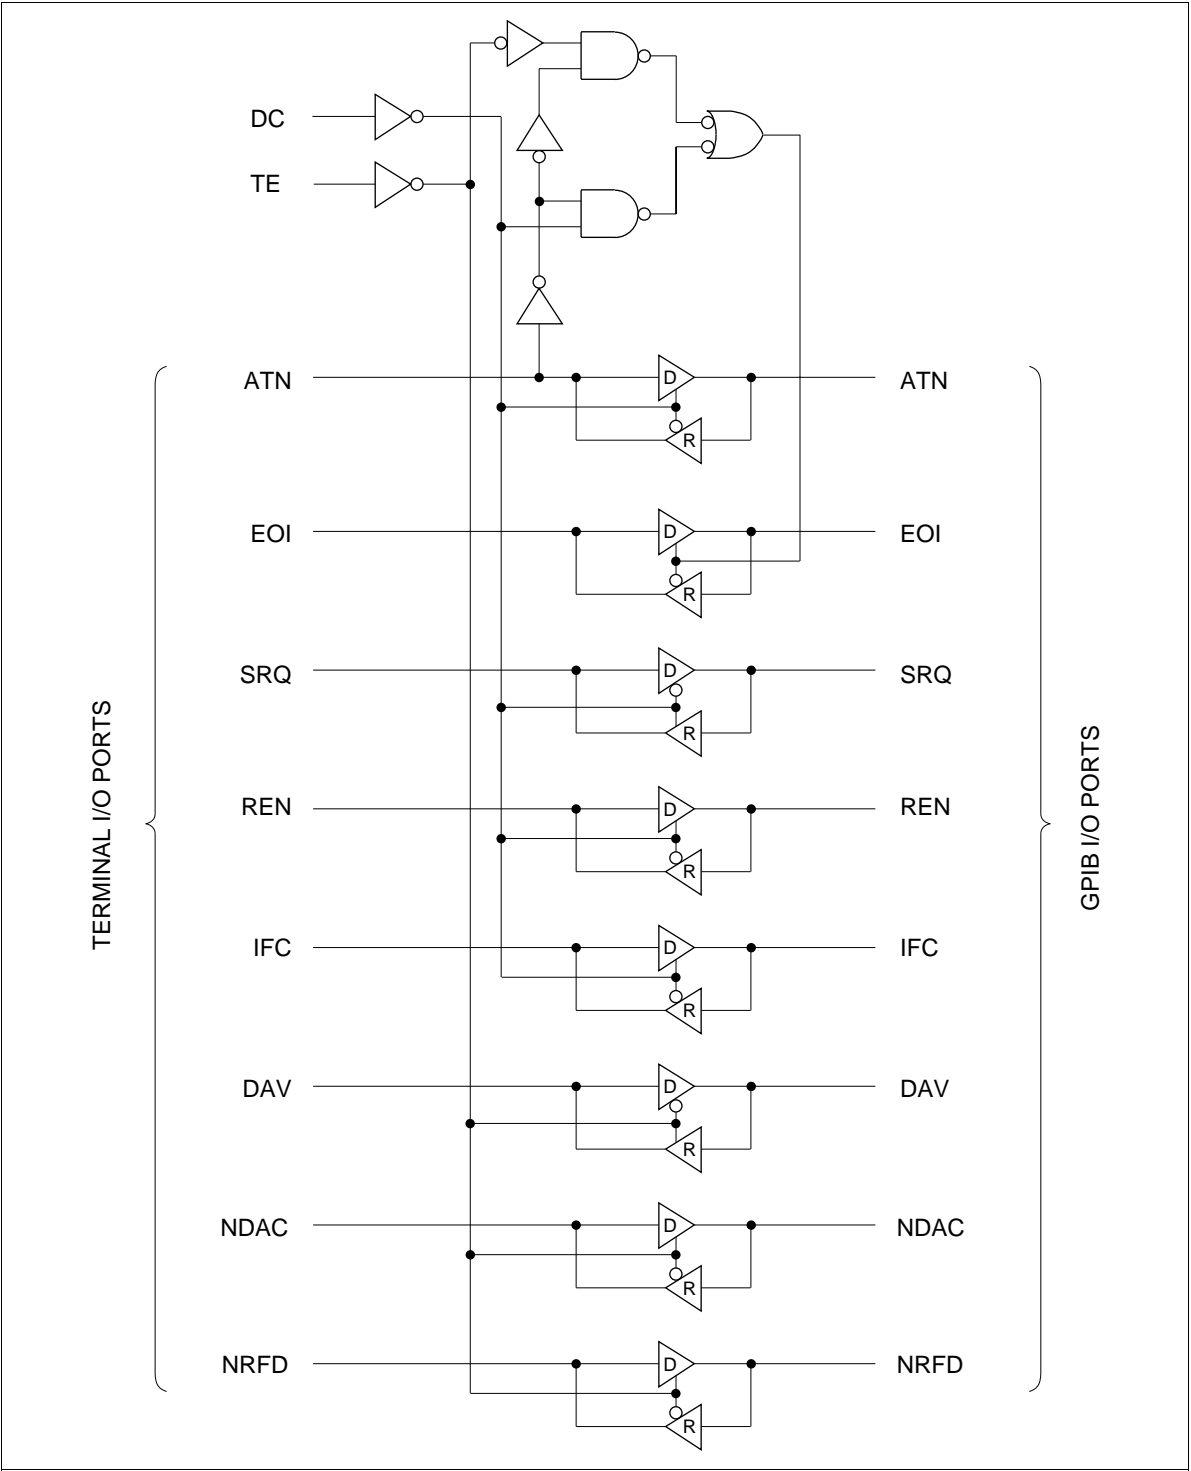 DC
TE
ATN
D
ATN
R
EOI
D
EOI
R
SRQ
D
SRQ
R
TERMINAL I/O PORTS
GPIB I/O PORTS
REN
D
REN
R
IFC
D
IFC
R
DAV
D
DAV
R
NDAC
D
NDAC
R
NRFD
D
NRFD
R